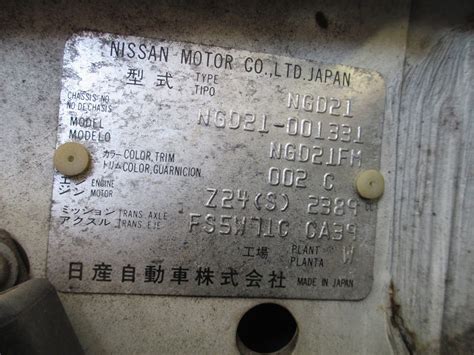 NISSAN MOTOR CO.,LTD.JAPAN
型式 TYPE TIPO NGD21
CHASSIS NO NO DE CHASIS NGD21-001331
MODEL MODELO NGD21FM
カラー COLOR,TRIM トリム COLOR,GUARNICION 002 C
エンジン ENGINE MOTOR Z24(S) 2389
ミッション TRANS. AXLE アクスル TRANS. EJE FS5W71C CA39
工場 PLANT PLANTA W
日産自動車株式会社 MADE IN JAPAN